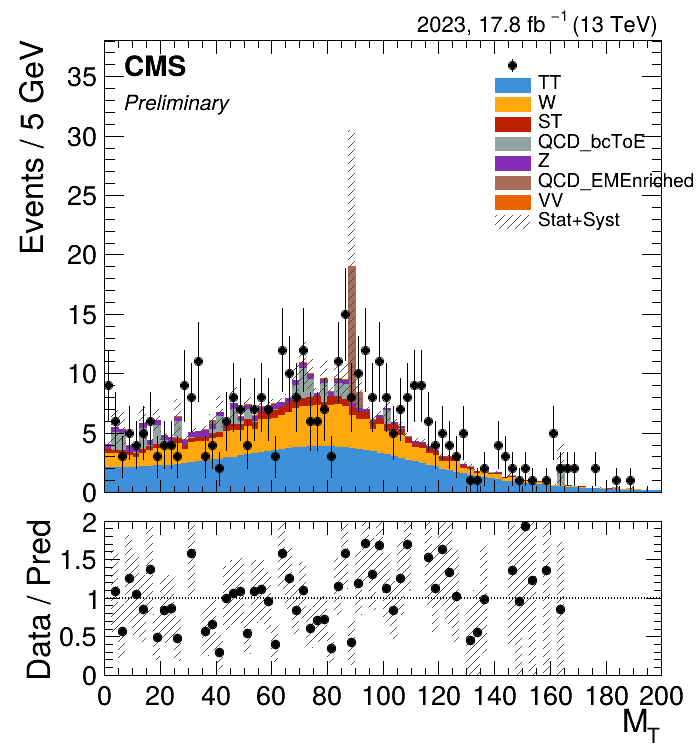 2023, 17.8 fb⁻¹ (13 TeV)
Events / 5 GeV
CMS
Preliminary
TT
W
ST
QCD_bcToE
Z
QCD_EMEnriched
VV
Stat+Syst
35
30
25
20
15
10
5
0
Data / Pred
2
1.5
1
0.5
0
0 20 40 60 80 100 120 140 160 180 200
M_T